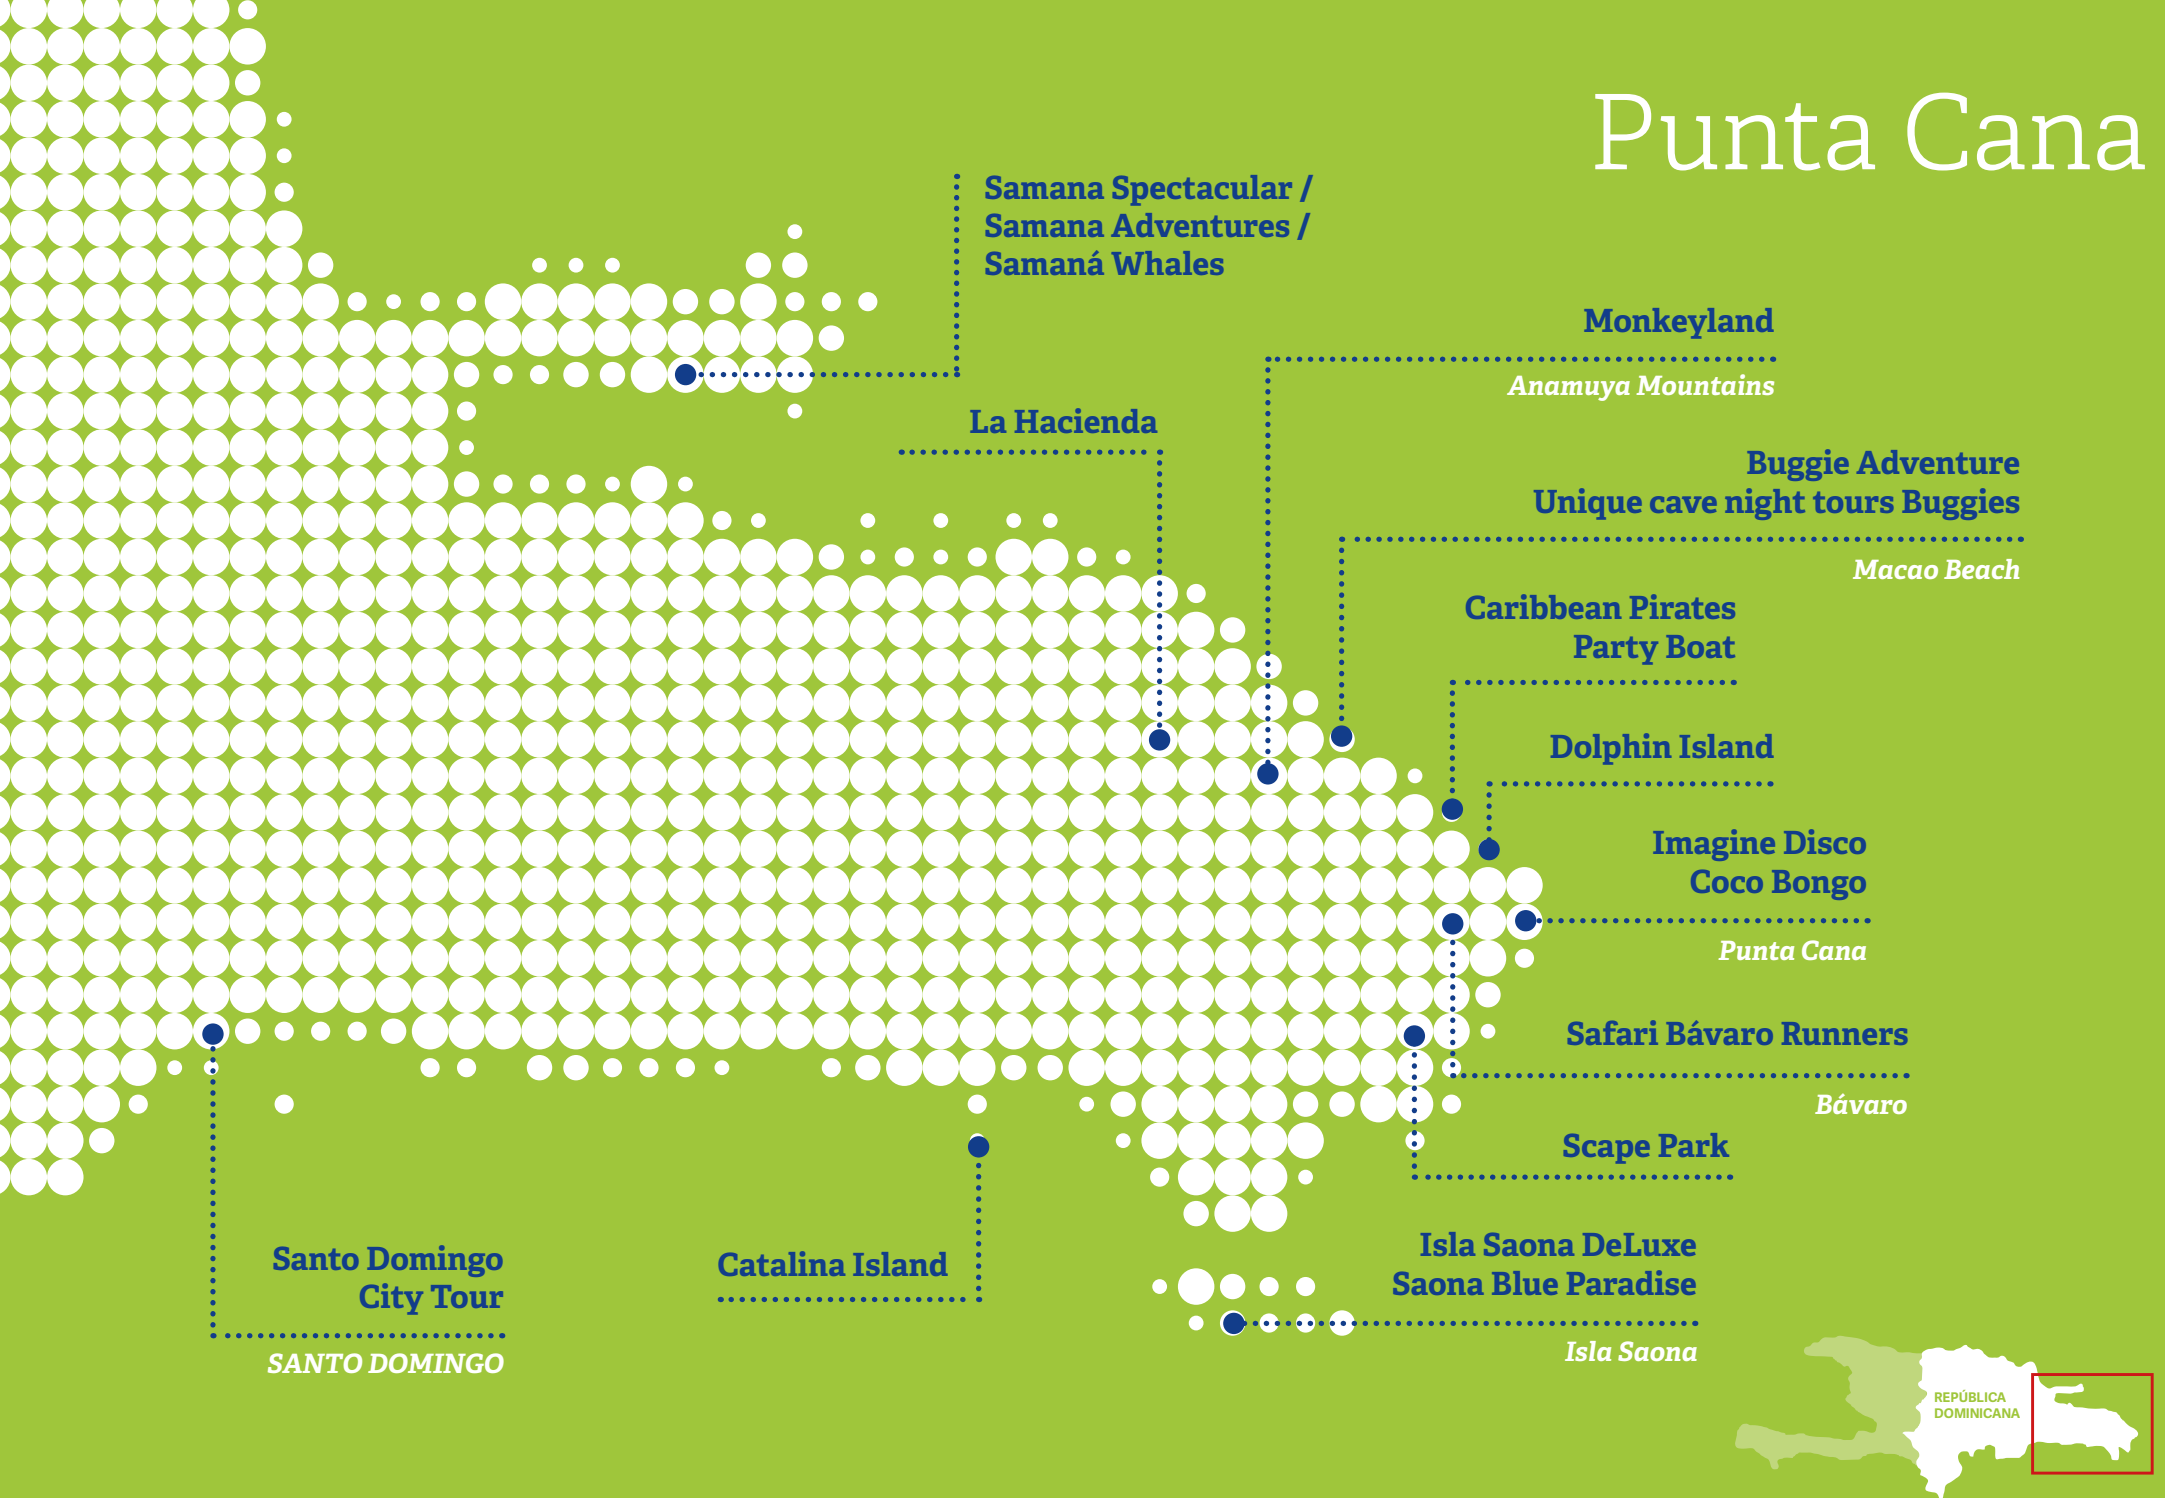 Punta Cana
Samana Spectacular /
Samana Adventures /
Samaná Whales
Monkeyland
Anamuya Mountains
La Hacienda
Buggie Adventure
Unique cave night tours Buggies
Macao Beach
Caribbean Pirates
Party Boat
Dolphin Island
Imagine Disco
Coco Bongo
Punta Cana
Safari Bávaro Runners
Bávaro
Scape Park
Isla Saona DeLuxe
Saona Blue Paradise
Isla Saona
Catalina Island
Santo Domingo
City Tour
SANTO DOMINGO
REPÚBLICA
DOMINICANA